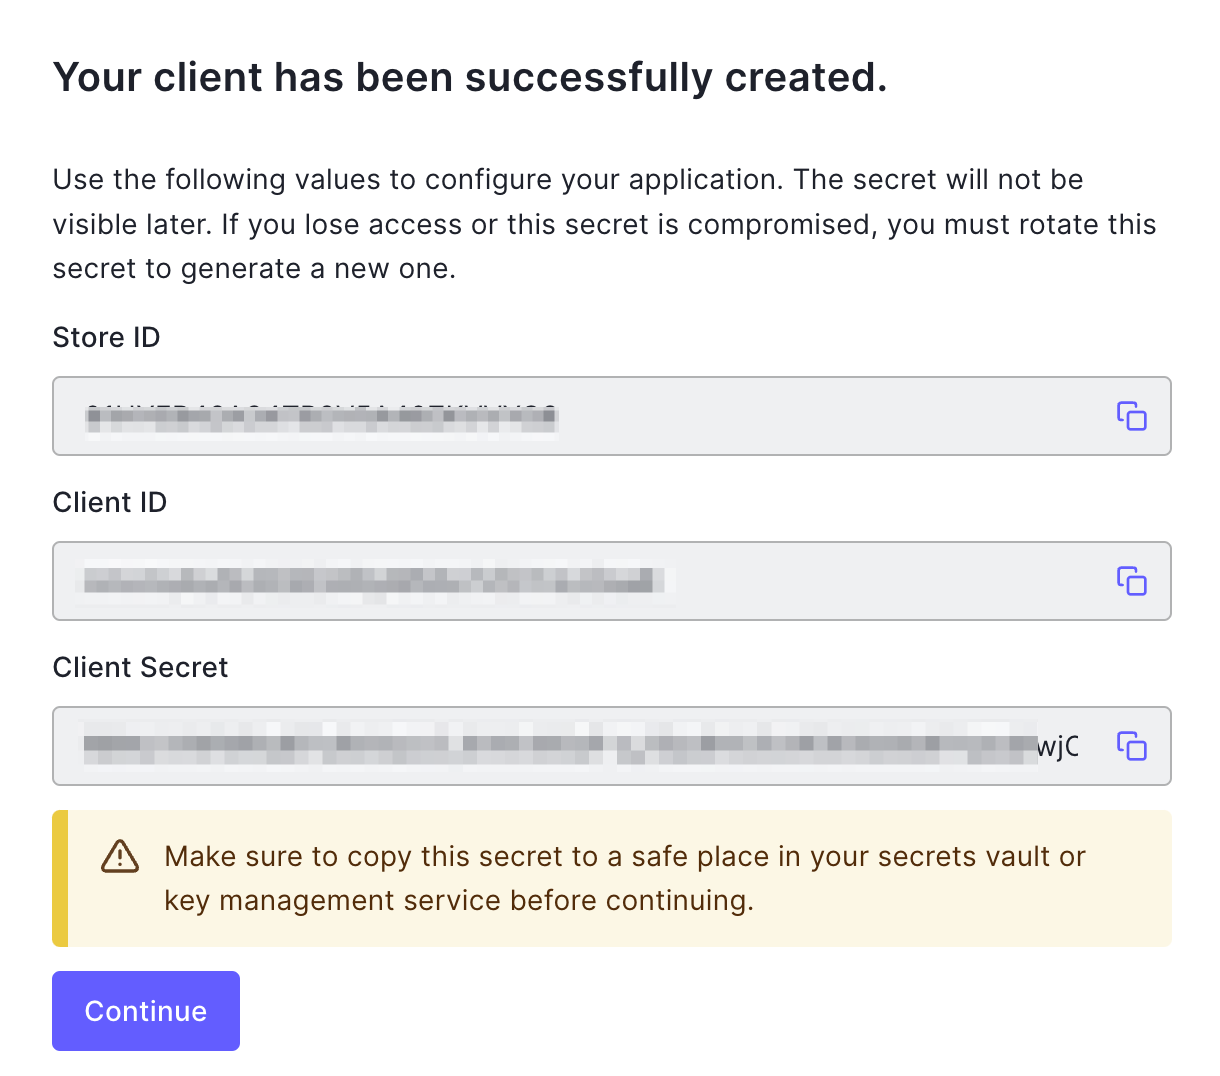 Your client has been successfully created.
Use the following values to configure your application. The secret will not be
visible later. If you lose access or this secret is compromised, you must rotate this
secret to generate a new one.
Store ID
Client ID
Client Secret
wjC
Make sure to copy this secret to a safe place in your secrets vault or
key management service before continuing.
Continue